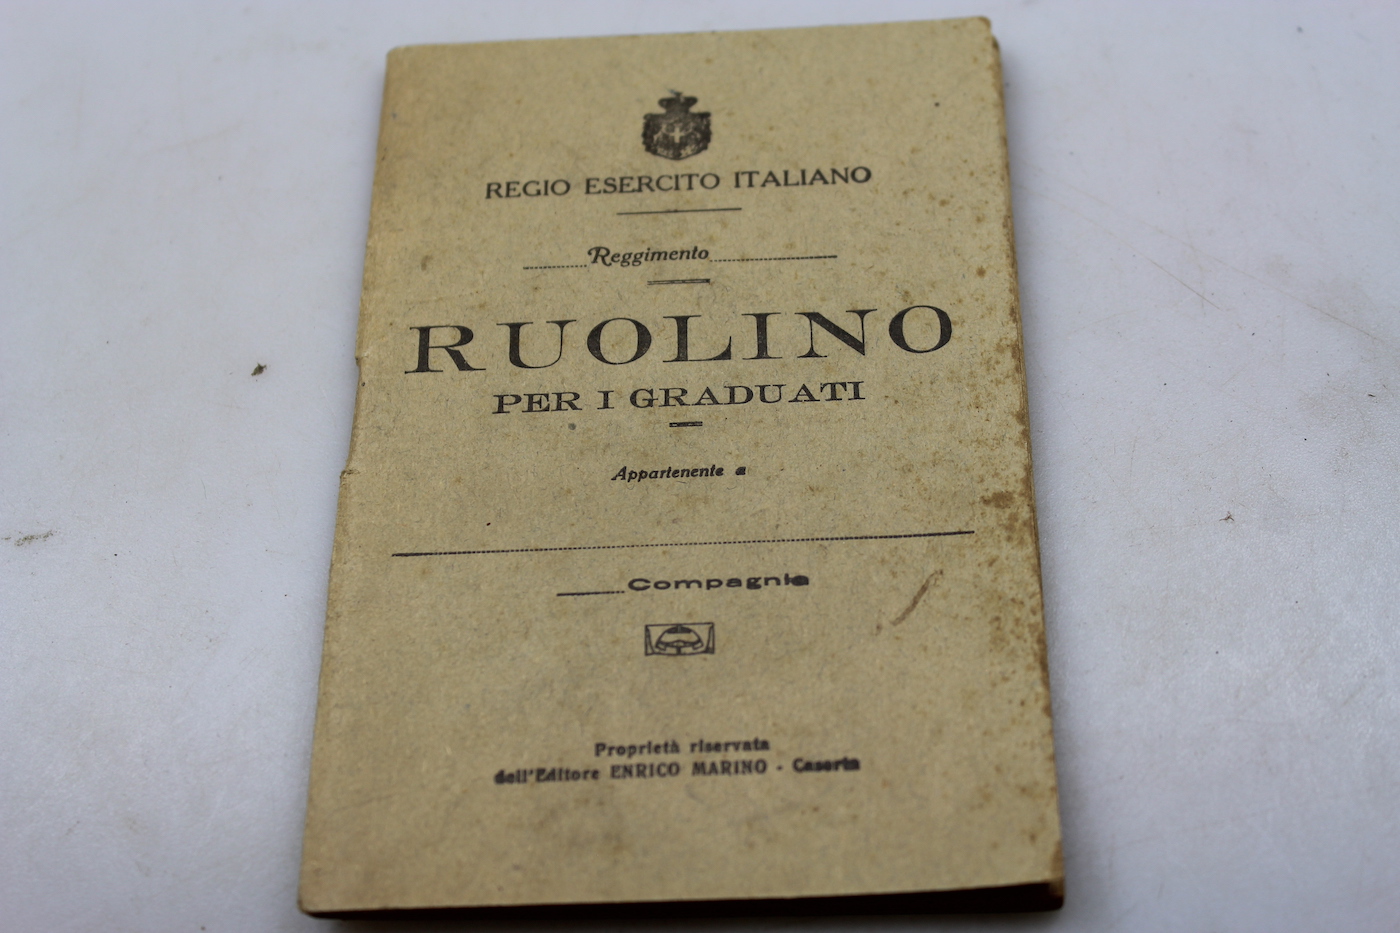 REGIO ESERCITO ITALIANO
Reggimento
RUOLINO
PER I GRADUATI
Appartenente a
Compagnia
Proprietà riservata
dell'Editore ENRICO MARINO - Caserta